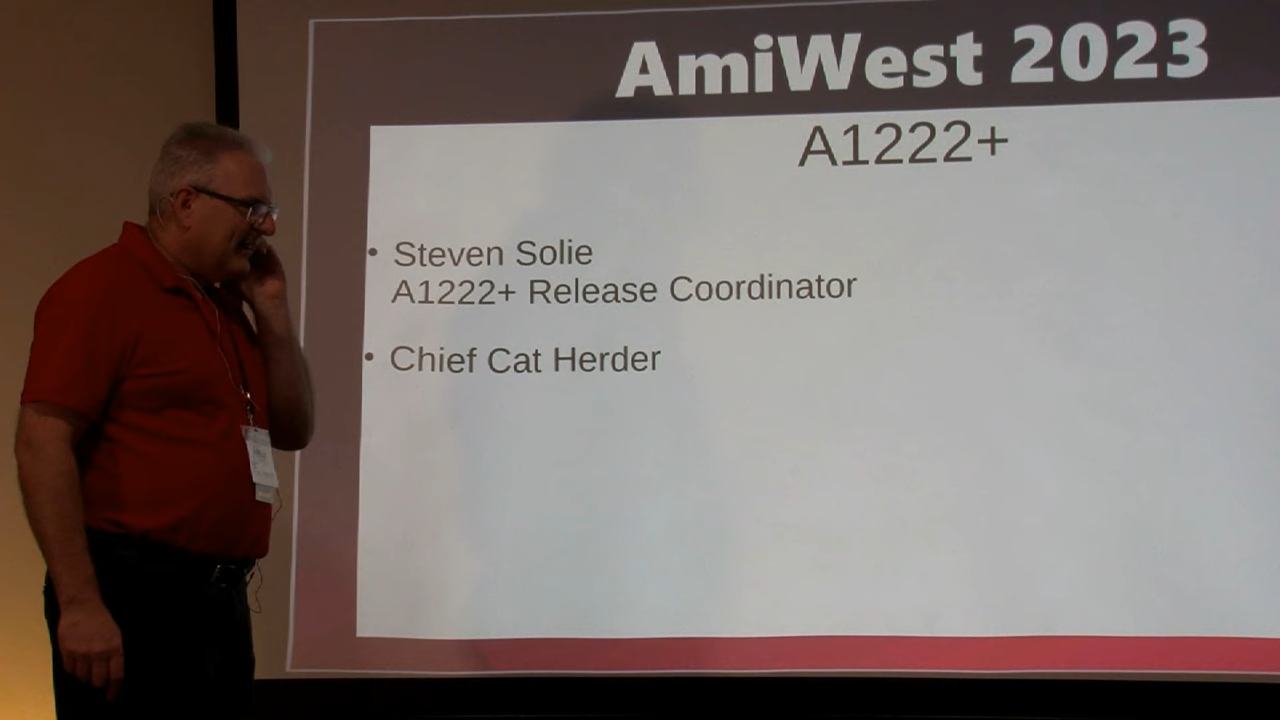 AmiWest 2023
A1222+
• Steven Solie
A1222+ Release Coordinator
• Chief Cat Herder